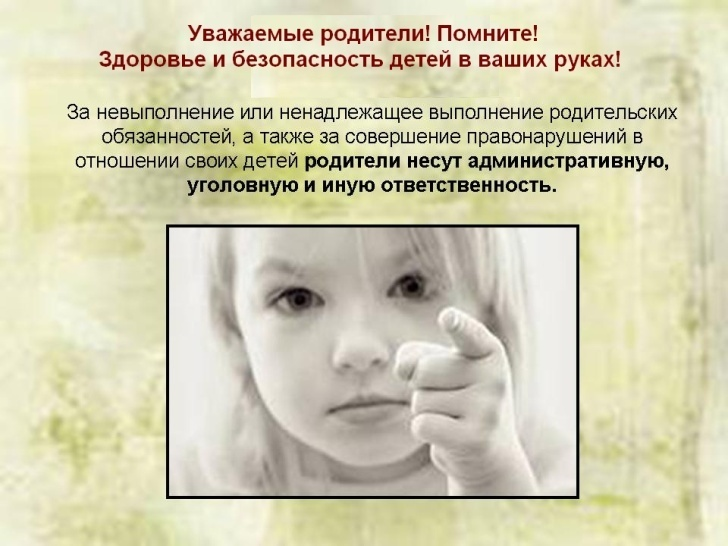 Уважаемые родители! Помните!
Здоровье и безопасность детей в ваших руках!
За невыполнение или ненадлежащее выполнение родительских
обязанностей, а также за совершение правонарушений в
отношении своих детей родители несут административную,
уголовную и иную ответственность.